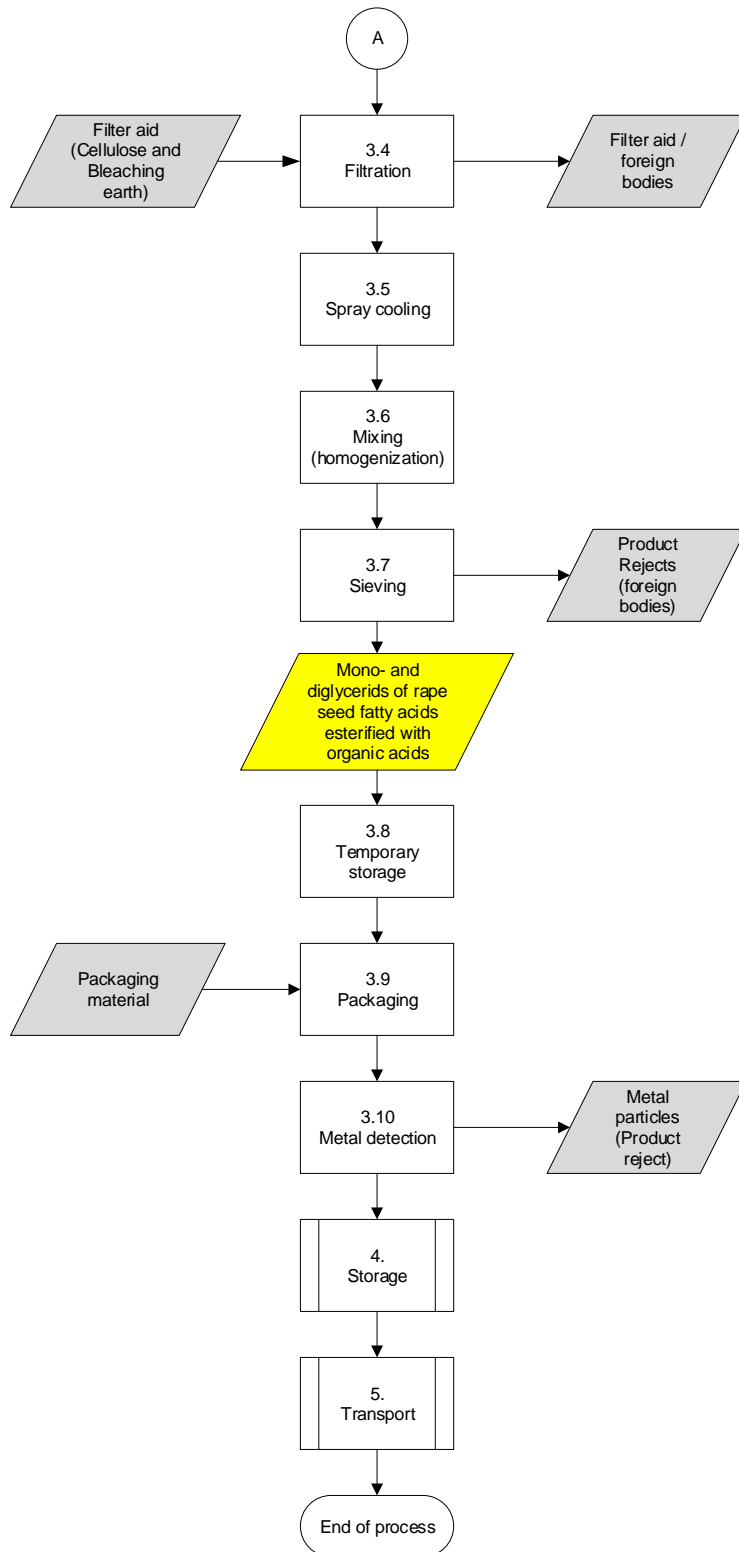 A
Filter aid
(Cellulose and
Bleaching
earth)
3.4
Filtration
Filter aid /
foreign
bodies
3.5
Spray cooling
3.6
Mixing
(homogenization)
3.7
Sieving
Product
Rejects
(foreign
bodies)
Mono- and
diglycerids of rape
seed fatty acids
esterified with
organic acids
3.8
Temporary
storage
Packaging
material
3.9
Packaging
3.10
Metal detection
Metal
particles
(Product
reject)
4.
Storage
5.
Transport
End of process